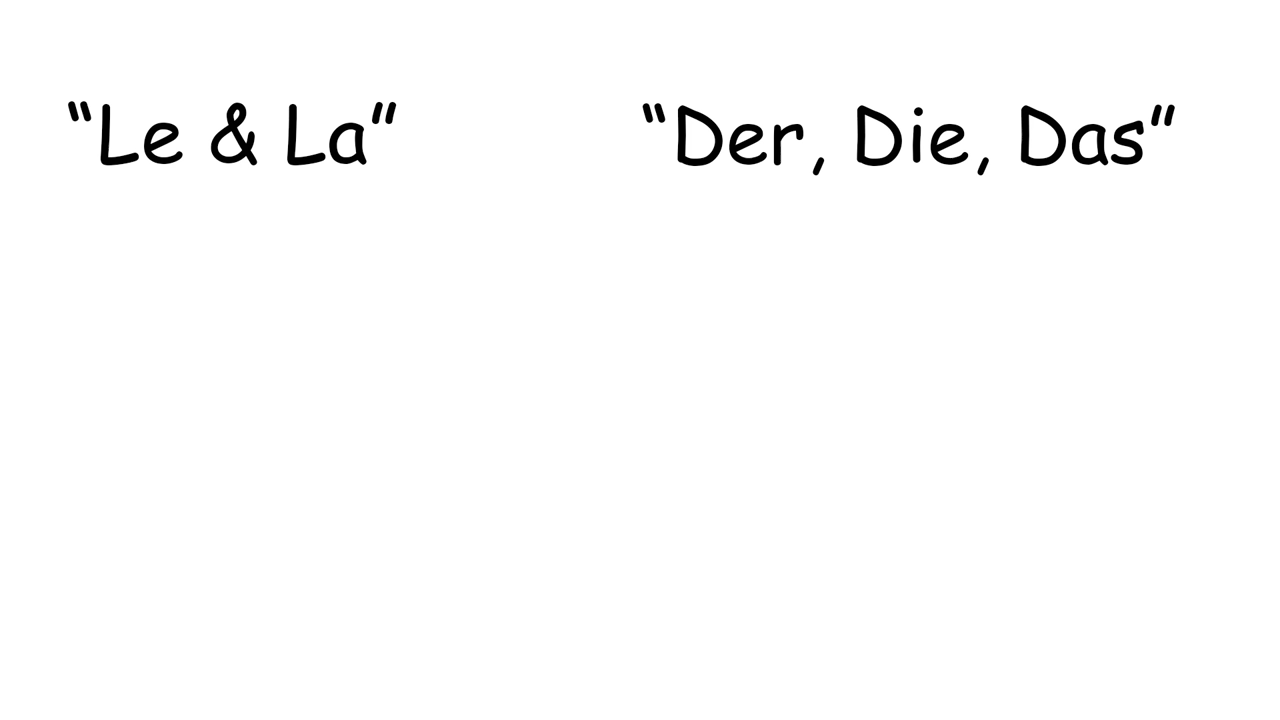 “Le & La” “Der, Die, Das”